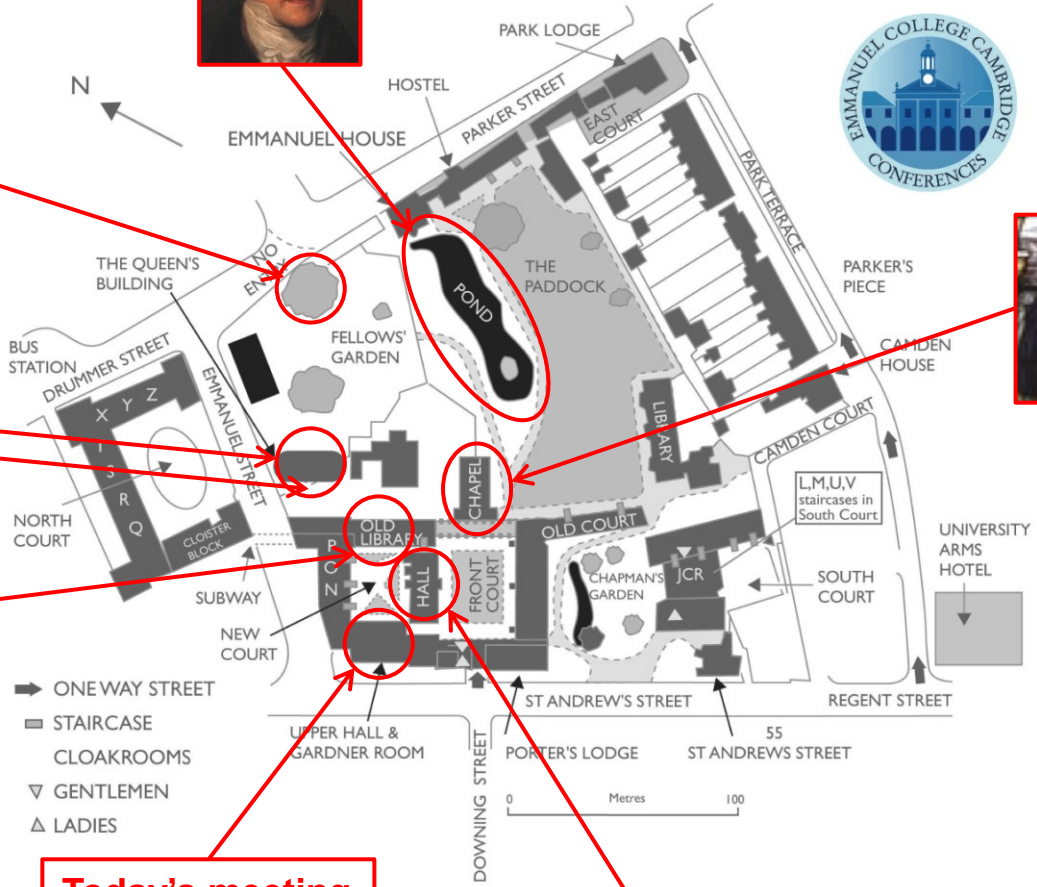 EMMANUEL COLLEGE CAMBRIDGE
CONFERENCES
PARK LODGE
N
HOSTEL
PARKER STREET
EAST
COURT
EMMANUEL HOUSE
PARK TERRACE
NO
ENTRY
THE QUEEN'S
BUILDING
THE
PADDOCK
PARKER'S
PIECE
POND
FELLOWS'
GARDEN
BUS
STATION
DRUMMER STREET
CAMDEN
HOUSE
X Y Z
EMMANUEL STREET
LIBRARY
CAMDEN COURT
S
R
Q
CHAPEL
L,M,U,V
staircases in
South Court
NORTH
COURT
CLOISTER
BLOCK
OLD
LIBRARY
OLD COURT
UNIVERSITY
ARMS
HOTEL
P
O
N
HALL
FRONT
COURT
CHAPMAN'S
GARDEN
JCR
SOUTH
COURT
SUBWAY
NEW
COURT
ONE WAY STREET
ST ANDREW'S STREET
REGENT STREET
STAIRCASE
UPPER HALL &
GARDNER ROOM
PORTER'S LODGE
55
ST ANDREWS STREET
CLOAKROOMS
GENTLEMEN
LADIES
DOWNING STREET
0 Metres 100
Today's meeting